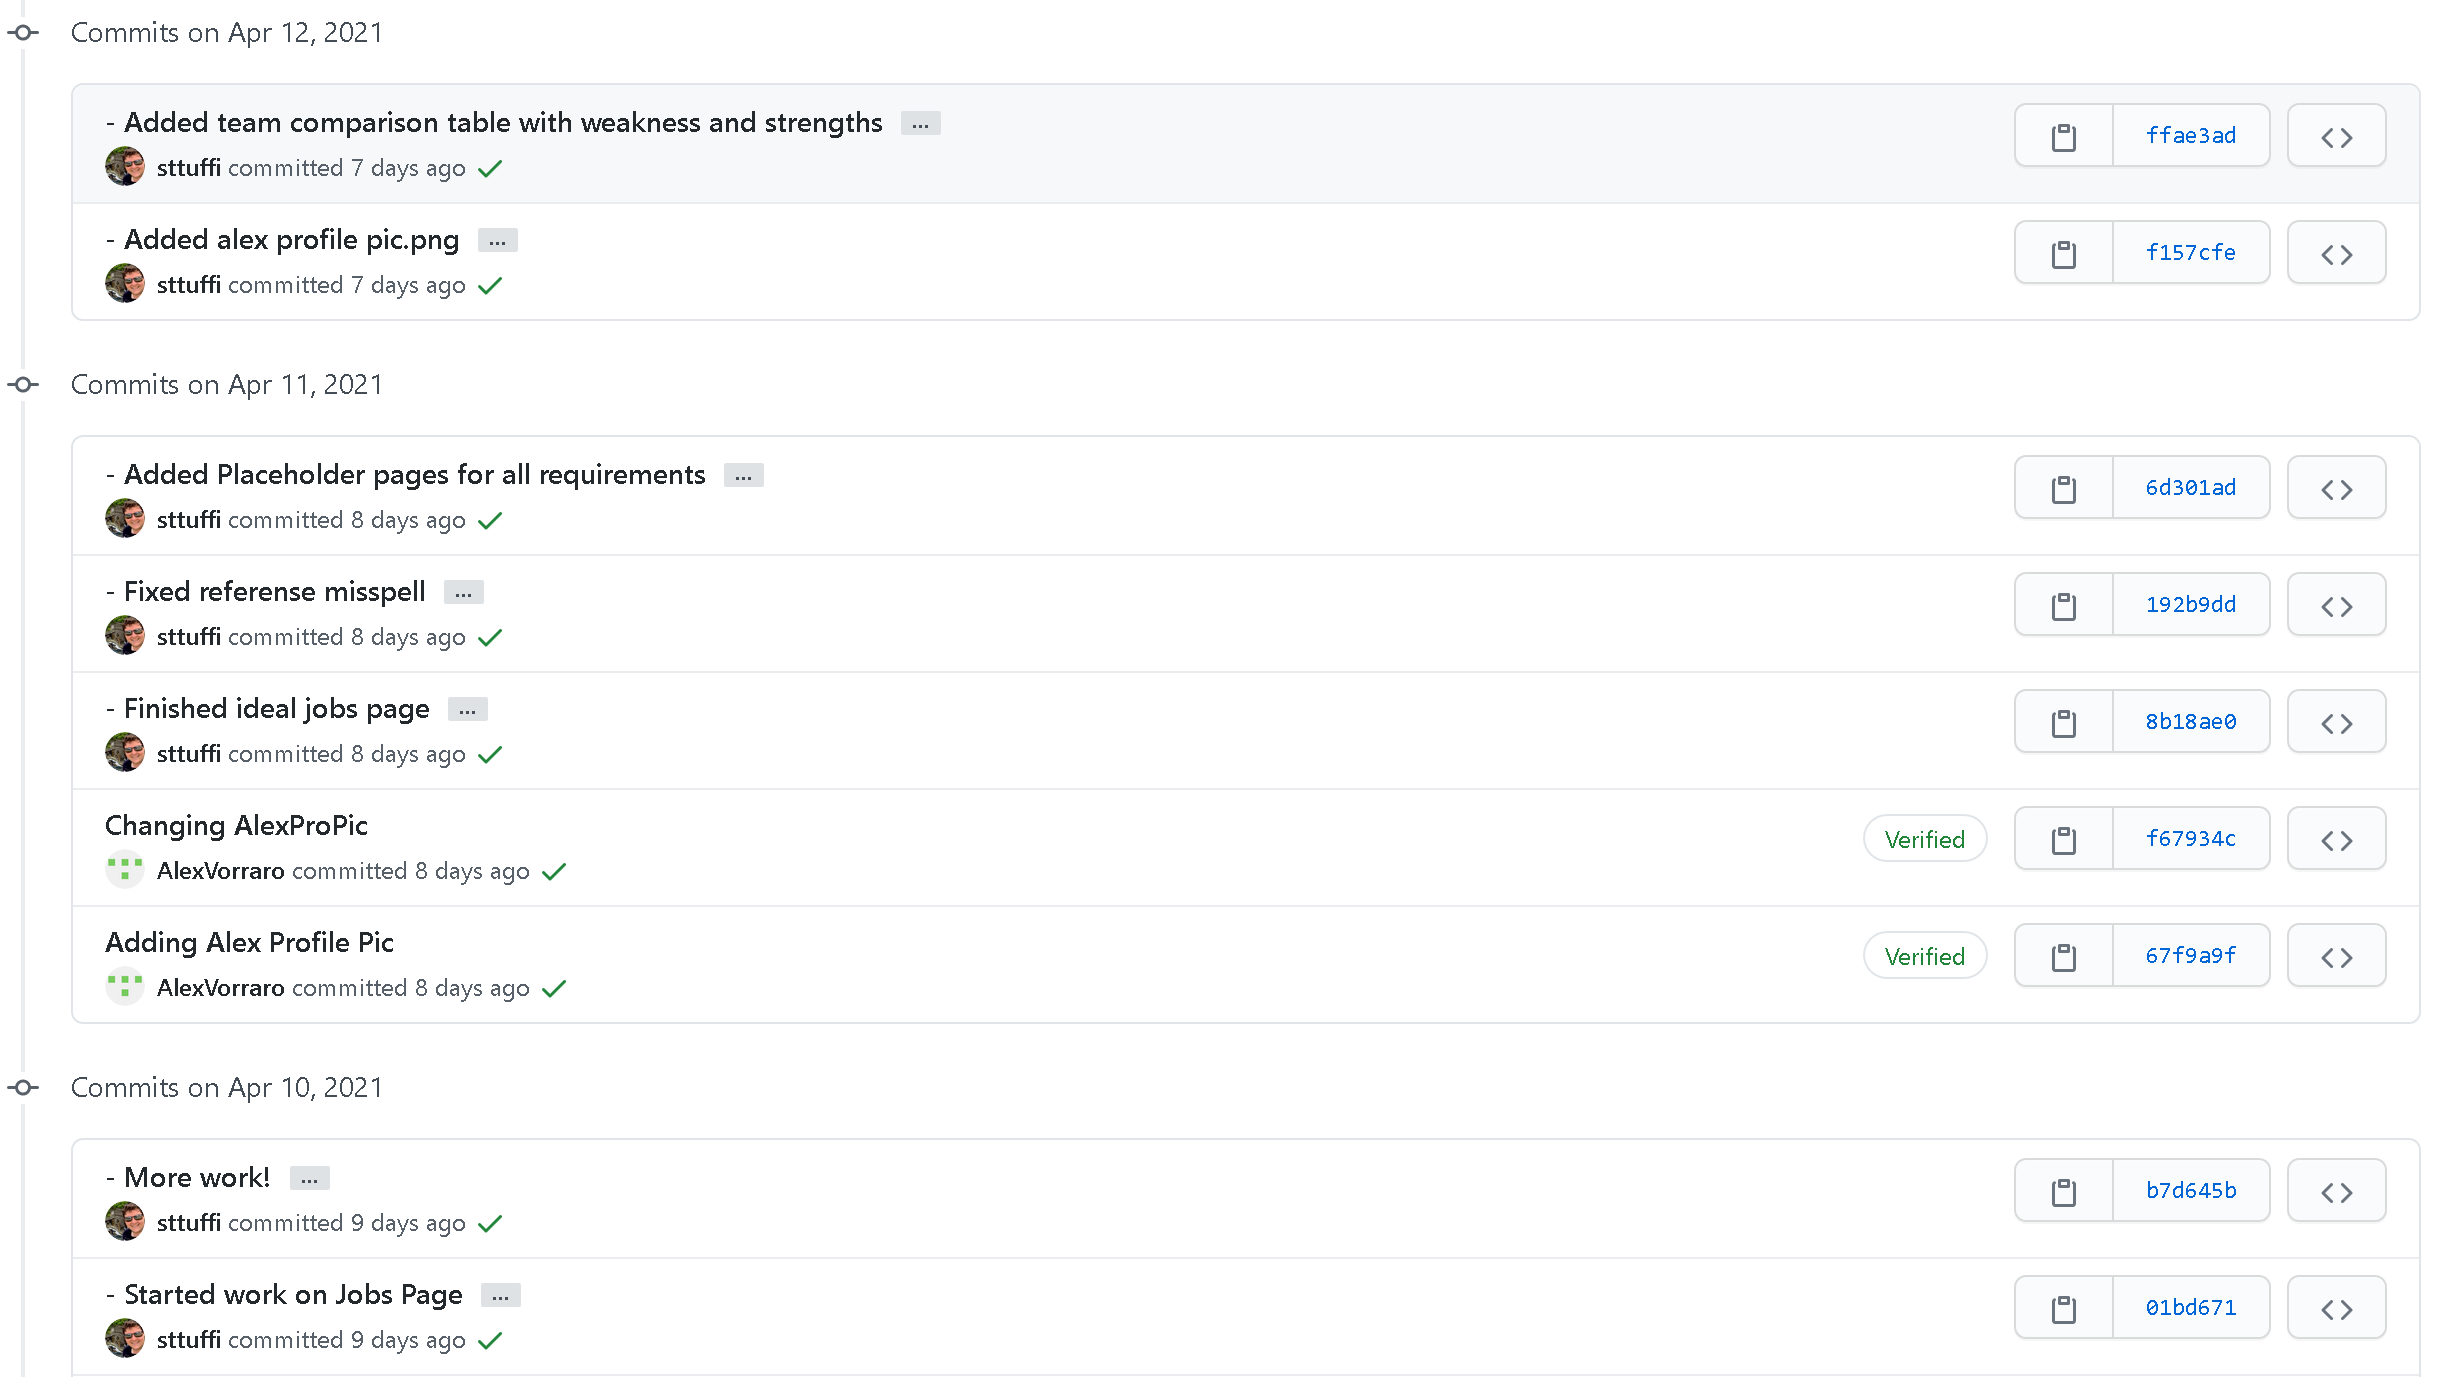 Commits on Apr 12, 2021
- Added team comparison table with weakness and strengths ...
ffae3ad
sttuffi committed 7 days ago
- Added alex profile pic.png ...
f157cfe
sttuffi committed 7 days ago
Commits on Apr 11, 2021
- Added Placeholder pages for all requirements ...
6d301ad
sttuffi committed 8 days ago
- Fixed referense misspell ...
192b9dd
sttuffi committed 8 days ago
- Finished ideal jobs page ...
8b18ae0
sttuffi committed 8 days ago
Changing AlexProPic
Verified
f67934c
AlexVorraro committed 8 days ago
Adding Alex Profile Pic
Verified
67f9a9f
AlexVorraro committed 8 days ago
Commits on Apr 10, 2021
- More work! ...
b7d645b
sttuffi committed 9 days ago
- Started work on Jobs Page ...
01bd671
sttuffi committed 9 days ago